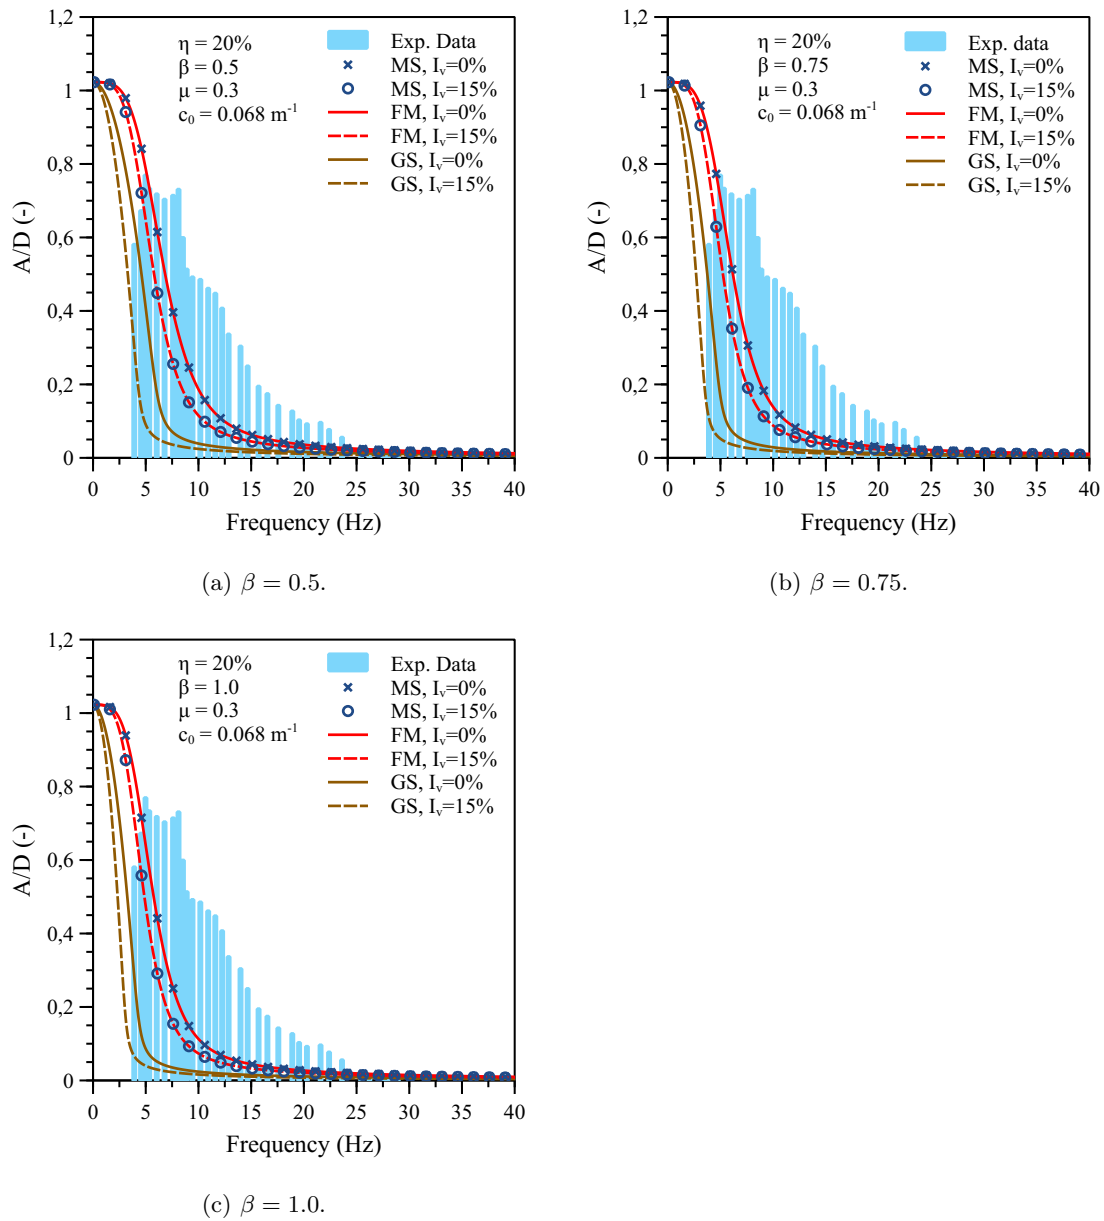 1,2
1
0,8
0,6
0,4
0,2
0
A/D (-)
η = 20%
β = 0.5
μ = 0.3
c₀ = 0.068 m⁻¹
Exp. Data
MS, Iᵥ=0%
MS, Iᵥ=15%
FM, Iᵥ=0%
FM, Iᵥ=15%
GS, Iᵥ=0%
GS, Iᵥ=15%
0 5 10 15 20 25 30 35 40
Frequency (Hz)
(a) β = 0.5.
1,2
1
0,8
0,6
0,4
0,2
0
A/D (-)
η = 20%
β = 0.75
μ = 0.3
c₀ = 0.068 m⁻¹
Exp. data
MS, Iᵥ=0%
MS, Iᵥ=15%
FM, Iᵥ=0%
FM, Iᵥ=15%
GS, Iᵥ=0%
GS, Iᵥ=15%
0 5 10 15 20 25 30 35 40
Frequency (Hz)
(b) β = 0.75.
1,2
1
0,8
0,6
0,4
0,2
0
A/D (-)
η = 20%
β = 1.0
μ = 0.3
c₀ = 0.068 m⁻¹
Exp. Data
MS, Iᵥ=0%
MS, Iᵥ=15%
FM, Iᵥ=0%
FM, Iᵥ=15%
GS, Iᵥ=0%
GS, Iᵥ=15%
0 5 10 15 20 25 30 35 40
Frequency (Hz)
(c) β = 1.0.